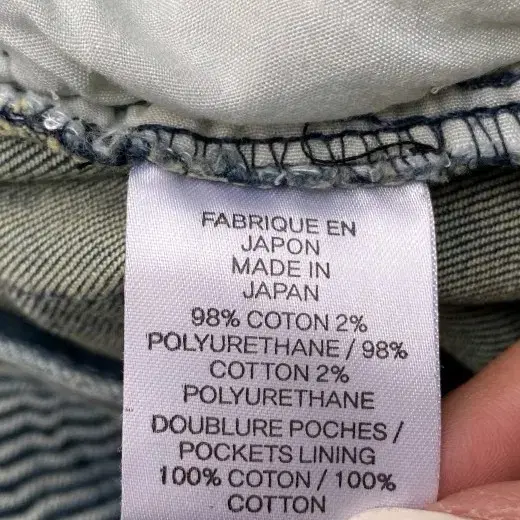 FABRIQUE EN
JAPON
MADE IN
JAPAN
98% COTON 2%
POLYURETHANE / 98%
COTTON 2%
POLYURETHANE
DOUBLURE POCHES /
POCKETS LINING
100% COTON / 100%
COTTON